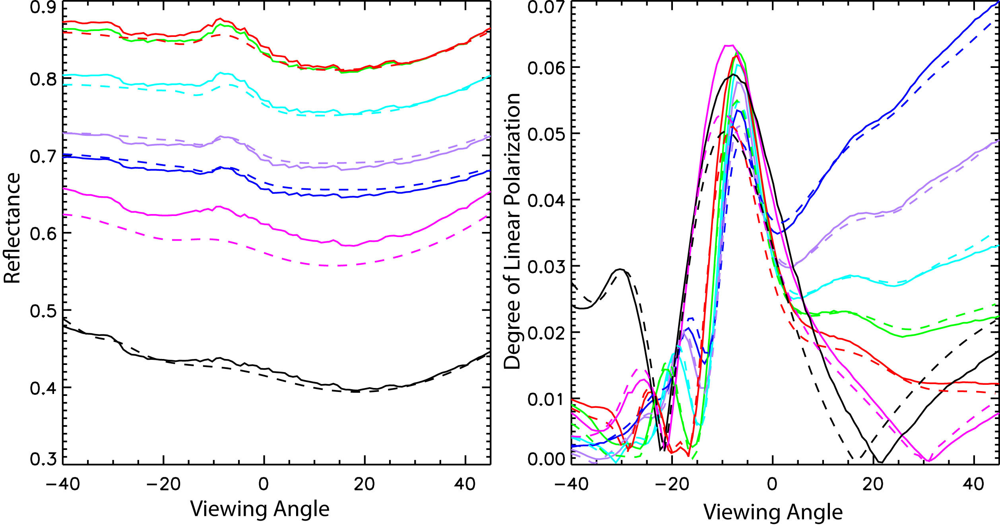 0.9
0.8
0.7
0.6
0.5
0.4
0.3
Reflectance
−40 −20 0 20 40
Viewing Angle
0.07
0.06
0.05
0.04
0.03
0.02
0.01
0.00
Degree of Linear Polarization
−40 −20 0 20 40
Viewing Angle